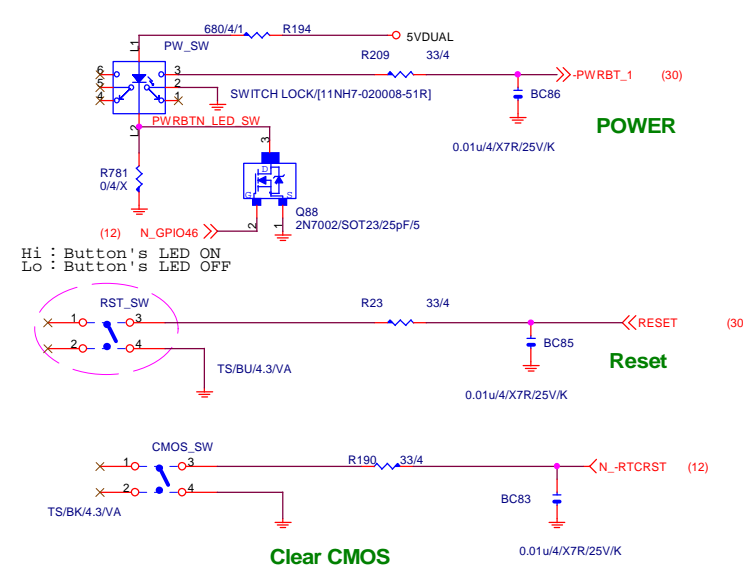 680/4/1 R194
5VDUAL
L1
PW_SW
R209 33/4
6 3
5 2
4 1
-PWRBT_1 (30)
SWITCH LOCK/[11NH7-020008-51R]
BC86
POWER
L2
PWRBTN_LED_SW
0.01u/4/X7R/25V/K
3
R781
0/4/X
D
G S
Q88
2N7002/SOT23/25pF/5
2 1
(12) N_GPIO46
Hi：Button's LED ON
Lo：Button's LED OFF
RST_SW
R23 33/4
1 3
RESET (30
2 4
BC85
Reset
TS/BU/4.3/VA
0.01u/4/X7R/25V/K
CMOS_SW
R190 33/4
1 3
N_-RTCRST (12)
2 4
BC83
TS/BK/4.3/VA
0.01u/4/X7R/25V/K
Clear CMOS